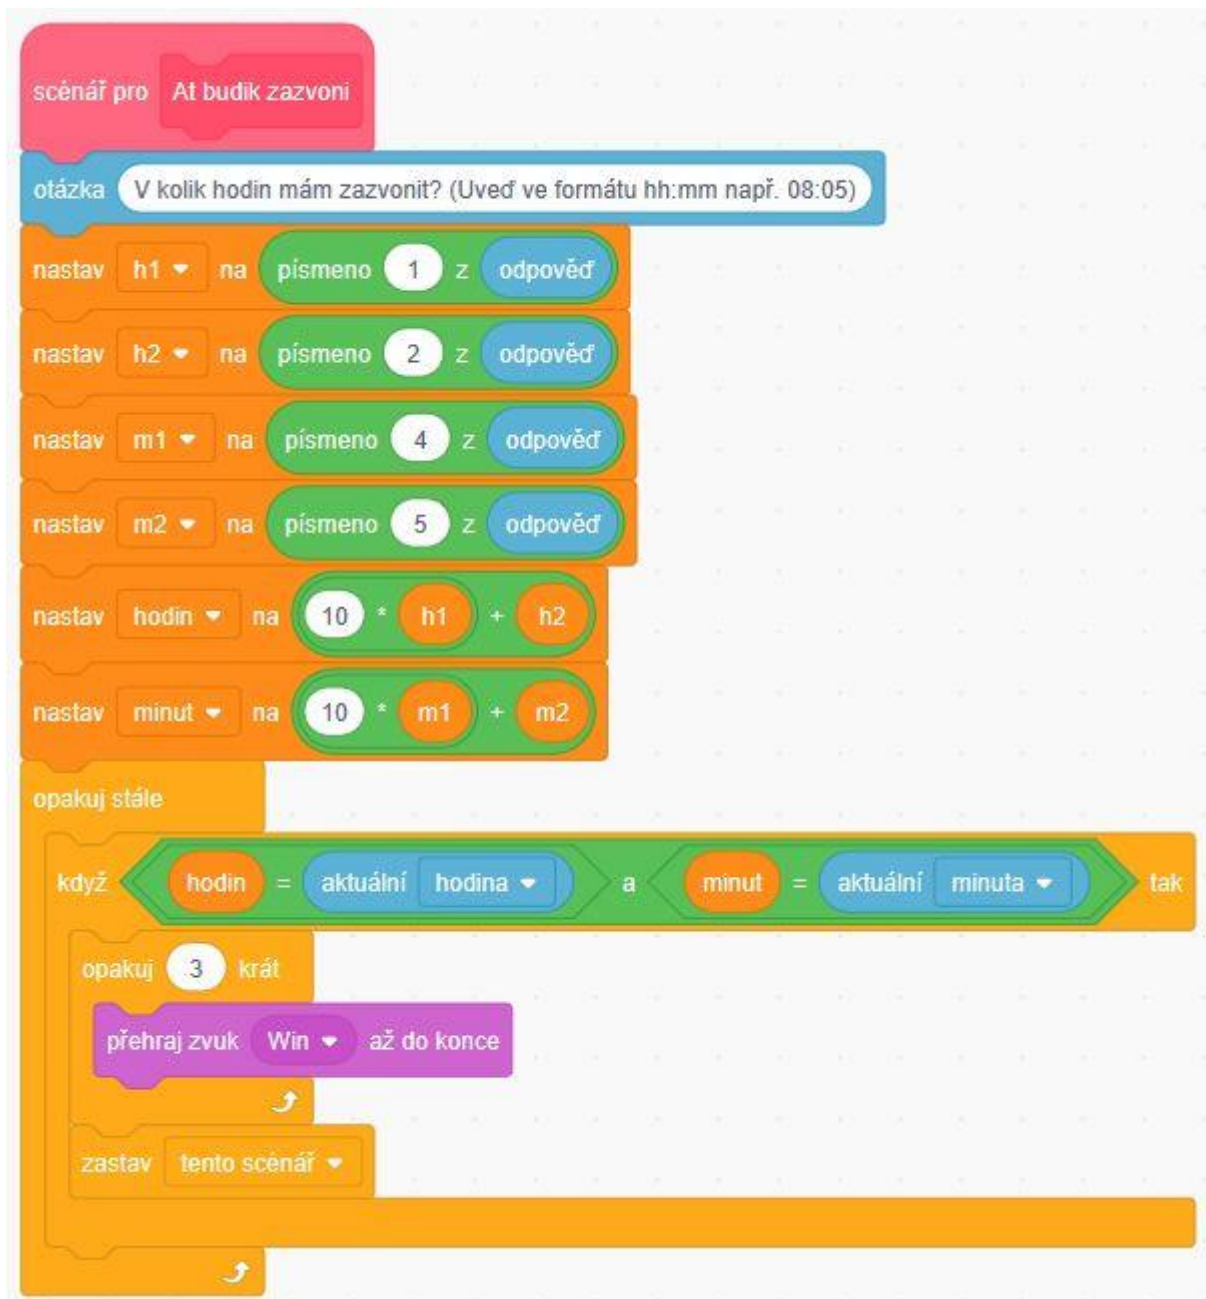 scénář pro At budik zazvoni
otázka V kolik hodin mám zazvonit? (Uveď ve formátu hh:mm např. 08:05)
nastav h1 na písmeno 1 z odpověď
nastav h2 na písmeno 2 z odpověď
nastav m1 na písmeno 4 z odpověď
nastav m2 na písmeno 5 z odpověď
nastav hodin na 10 * h1 + h2
nastav minut na 10 * m1 + m2
opakuj stále
když hodin = aktuální hodina a minut = aktuální minuta tak
opakuj 3 krát
přehraj zvuk Win až do konce
zastav tento scénář